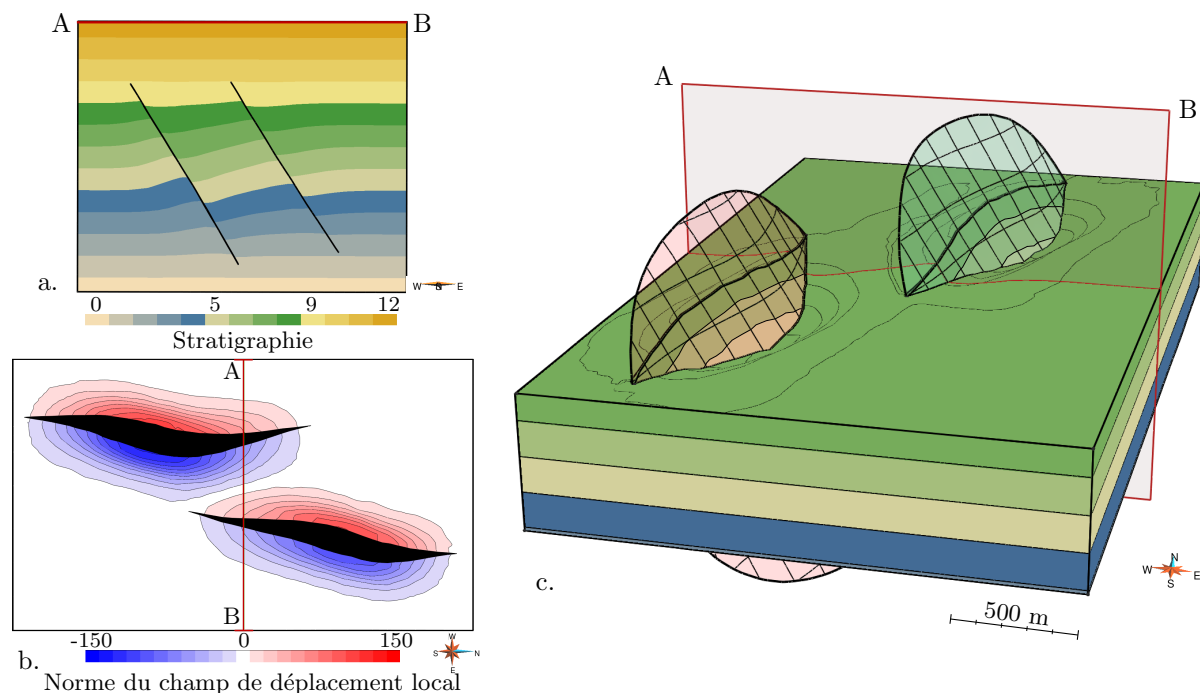 A
B
W
S
E
a.
0
5
9
12
Stratigraphie
A
B
-150
0
150
W
S
N
E
b.
Norme du champ de déplacement local
A
B
N
W
E
S
c.
500 m